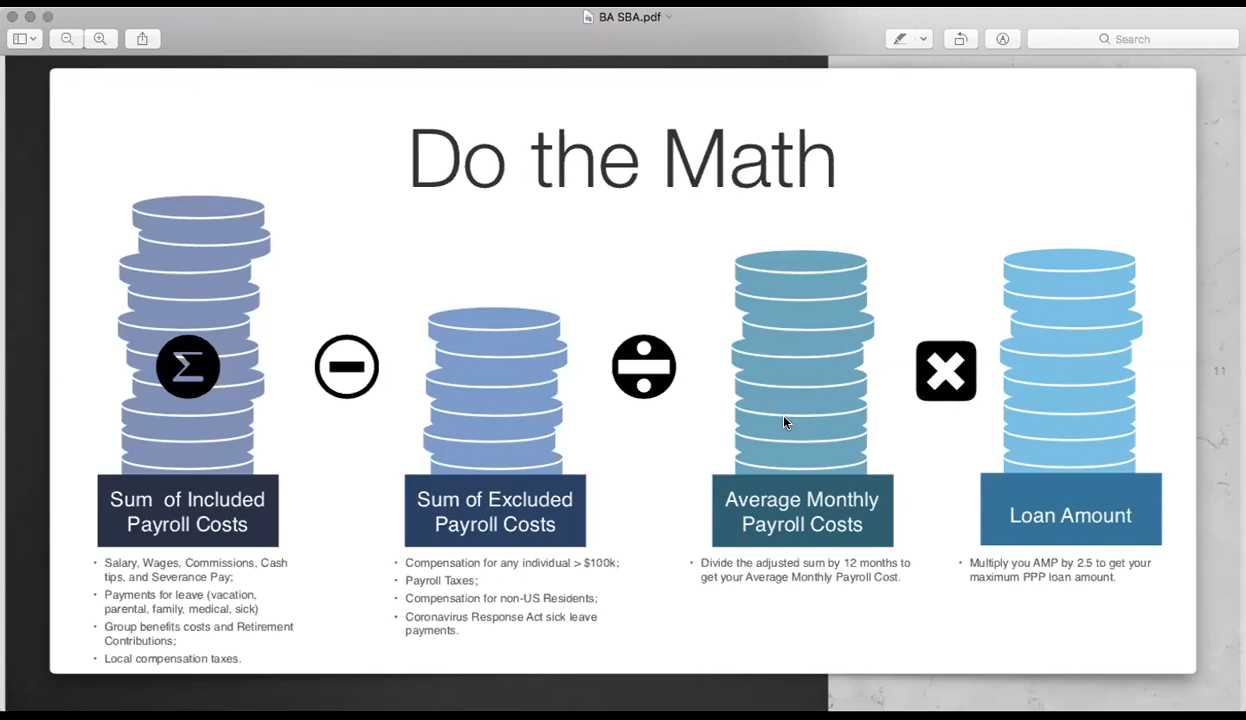 BA SBA.pdf
Search
Do the Math
Σ
11
Sum of Included
Payroll Costs
Sum of Excluded
Payroll Costs
Average Monthly
Payroll Costs
Loan Amount
• Salary, Wages, Commissions, Cash
tips, and Severance Pay;
• Payments for leave (vacation,
parental, family, medical, sick)
• Group benefits costs and Retirement
Contributions;
• Local compensation taxes.
• Compensation for any individual > $100k;
• Payroll Taxes;
• Compensation for non-US Residents;
• Coronavirus Response Act sick leave
payments.
• Divide the adjusted sum by 12 months to
get your Average Monthly Payroll Cost.
• Multiply you AMP by 2.5 to get your
maximum PPP loan amount.